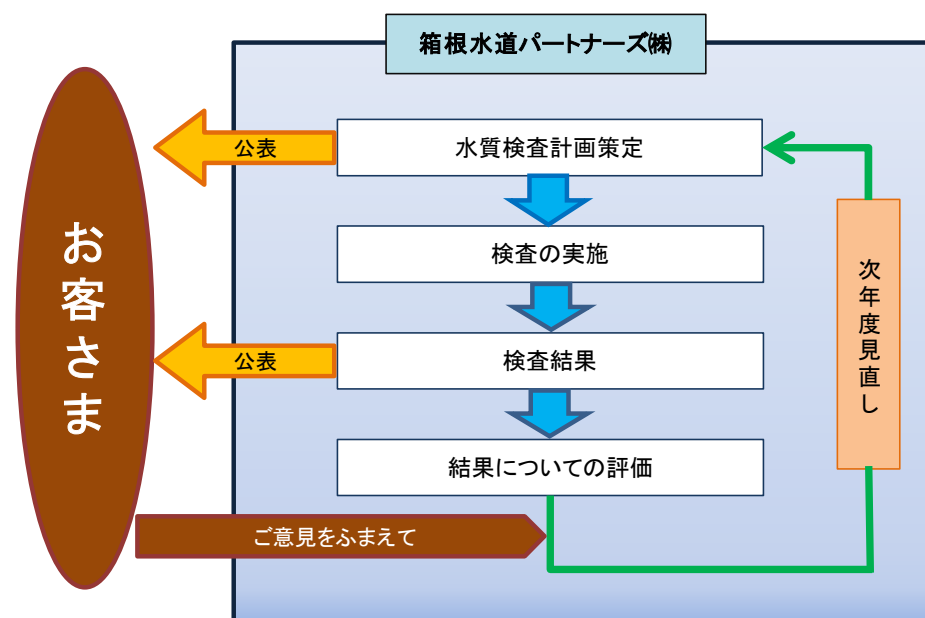 箱根水道パートナーズ㈱
公表
水質検査計画策定
検査の実施
公表
検査結果
結果についての評価
お客さま
次年度見直し
ご意見をふまえて